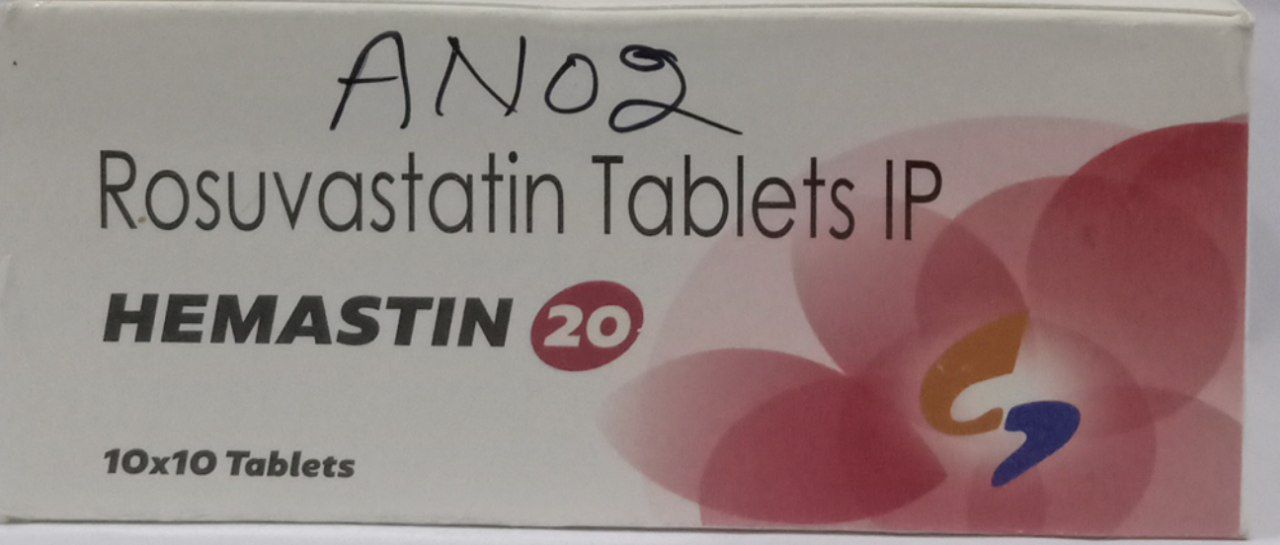 AN02
Rosuvastatin Tablets IP
HEMASTIN 20
10x10 Tablets